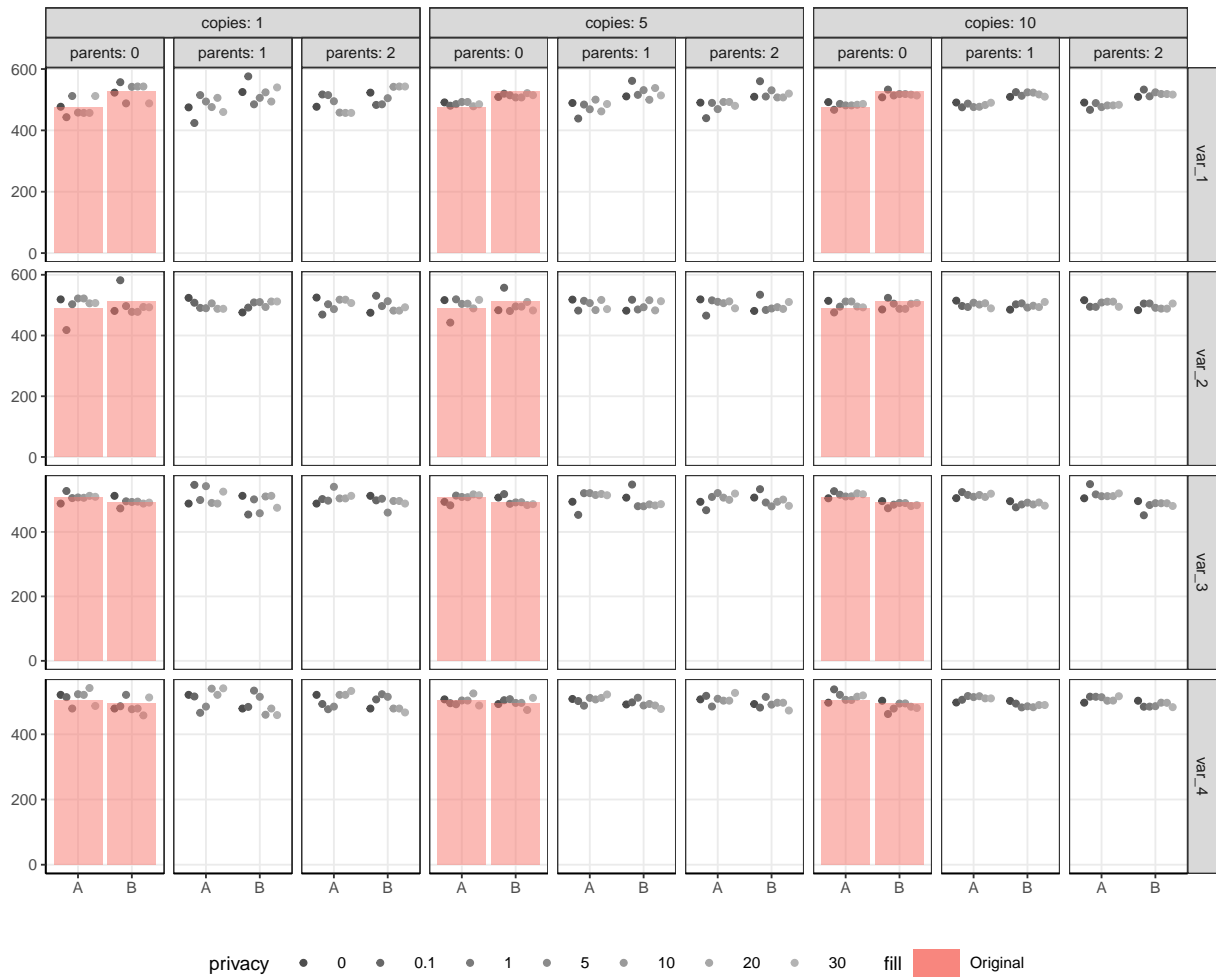 copies: 1 copies: 5 copies: 10
parents: 0 parents: 1 parents: 2 parents: 0 parents: 1 parents: 2 parents: 0 parents: 1 parents: 2
600
400
200
0
var_1
600
400
200
0
var_2
400
200
0
var_3
400
200
0
var_4
A B A B A B A B A B A B A B A B A B
privacy 0 0.1 1 5 10 20 30 fill Original